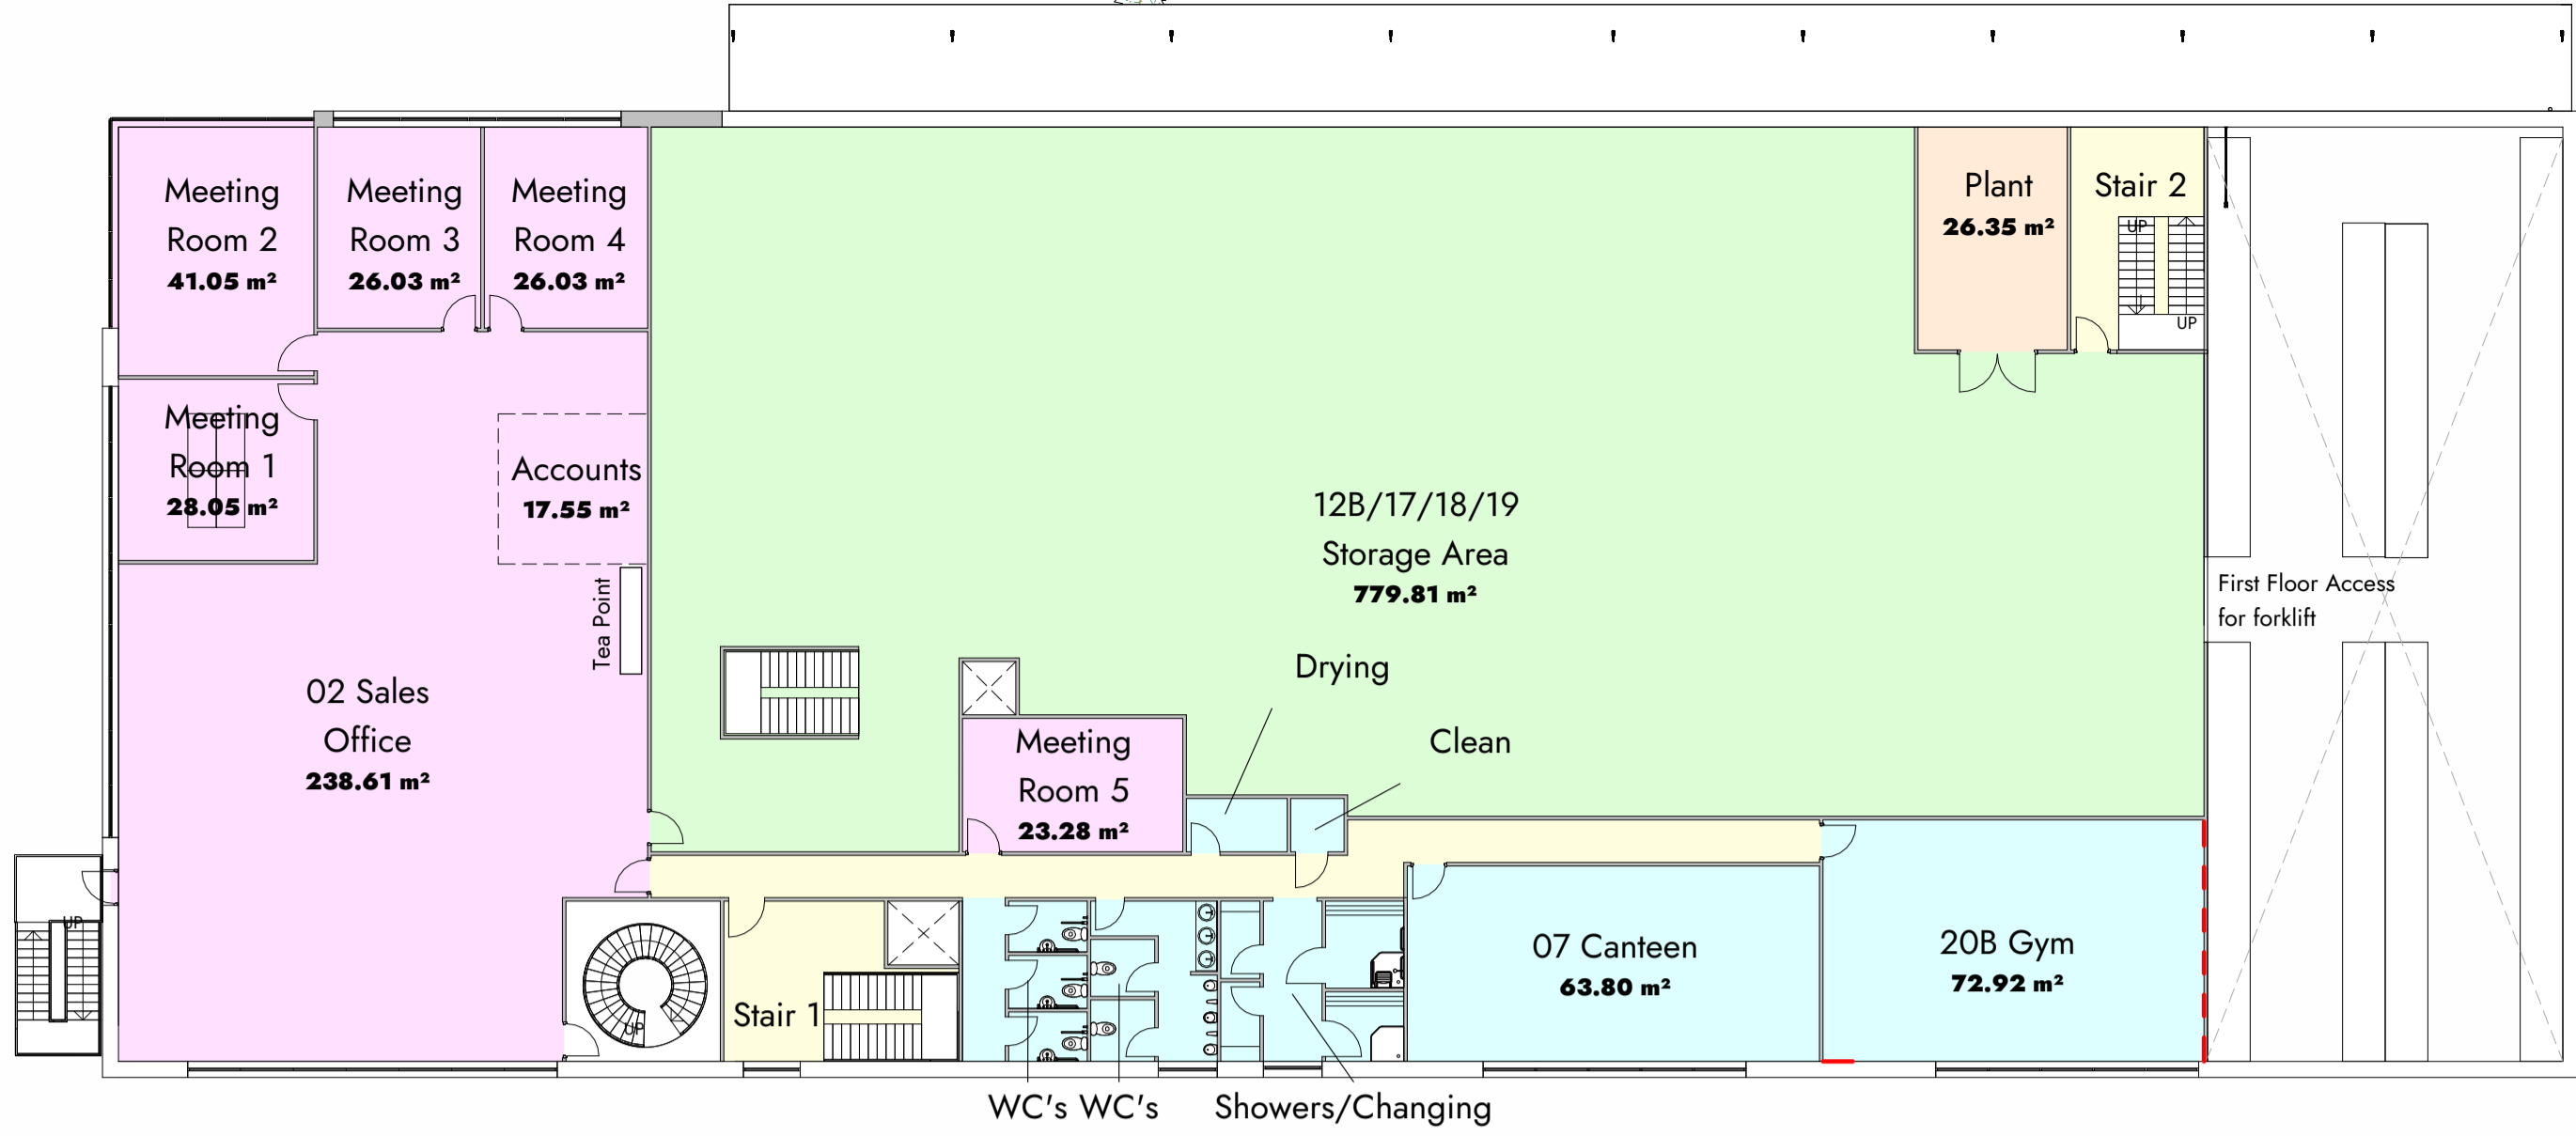 Meeting
Room 2
41.05 m²
Meeting
Room 3
26.03 m²
Meeting
Room 4
26.03 m²
Plant
26.35 m²
Stair 2
UP
UP
Meeting
Room 1
28.05 m²
Accounts
17.55 m²
12B/17/18/19
Storage Area
779.81 m²
First Floor Access
for forklift
Tea Point
02 Sales
Office
238.61 m²
Drying
Clean
Meeting
Room 5
23.28 m²
UP
UP
Stair 1
07 Canteen
63.80 m²
20B Gym
72.92 m²
WC's WC's
Showers/Changing